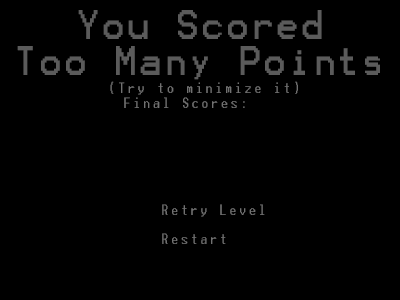 You Scored
Too Many Points
(Try to minimize it)
Final Scores:
Retry Level
Restart